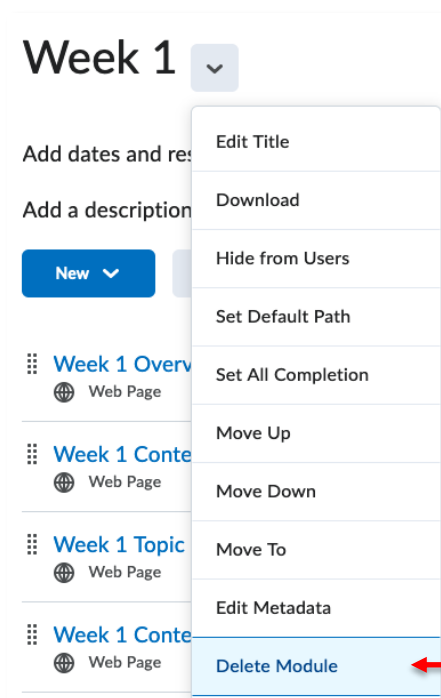 Week 1
Add dates and res
Add a description
New
Week 1 Overv
Web Page
Week 1 Conte
Web Page
Week 1 Topic
Web Page
Week 1 Conte
Web Page
Edit Title
Download
Hide from Users
Set Default Path
Set All Completion
Move Up
Move Down
Move To
Edit Metadata
Delete Module